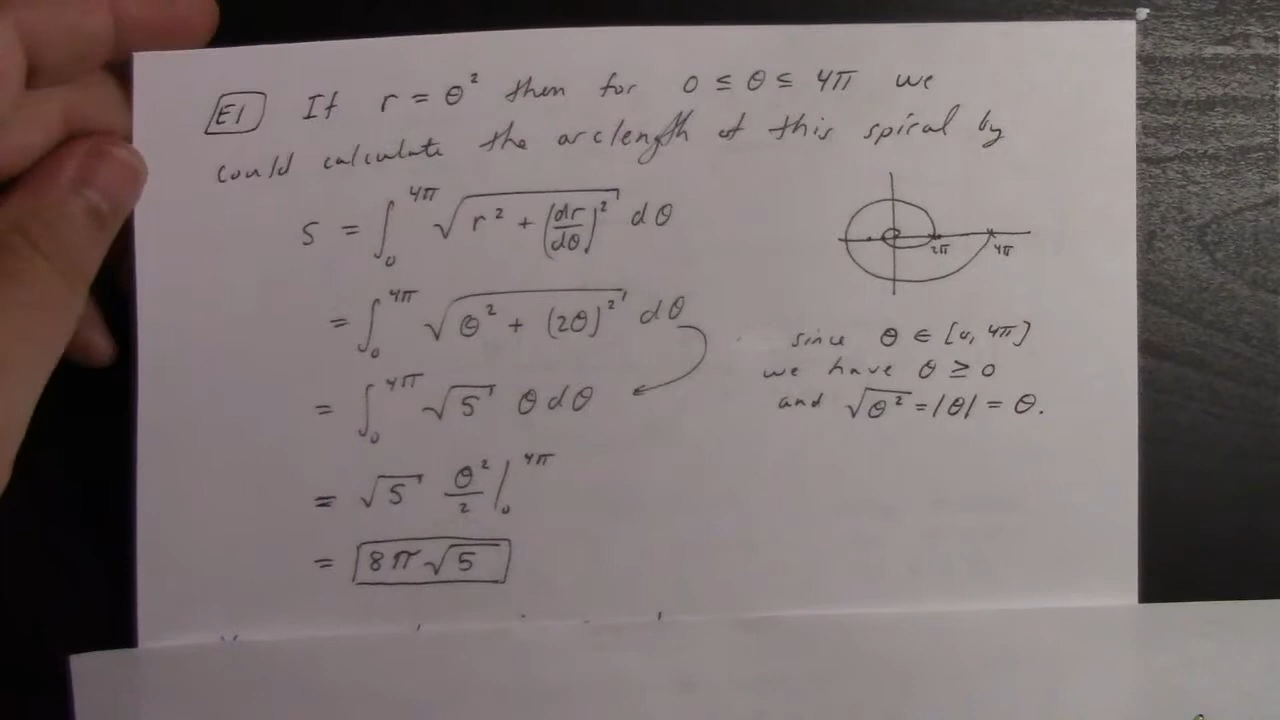 E1 If r = θ² then for 0 ≤ θ ≤ 4π we
could calculate the arclength of this spiral by
S = ∫₀^{4π} √(r² + (dr/dθ)²) dθ
= ∫₀^{4π} √(θ² + (2θ)²) dθ
= ∫₀^{4π} √5 θ dθ
= √5 θ²/2 |₀^{4π}
= 8π√5
2π 4π
since θ ∈ [0, 4π]
we have θ ≥ 0
and √θ² = |θ| = θ.